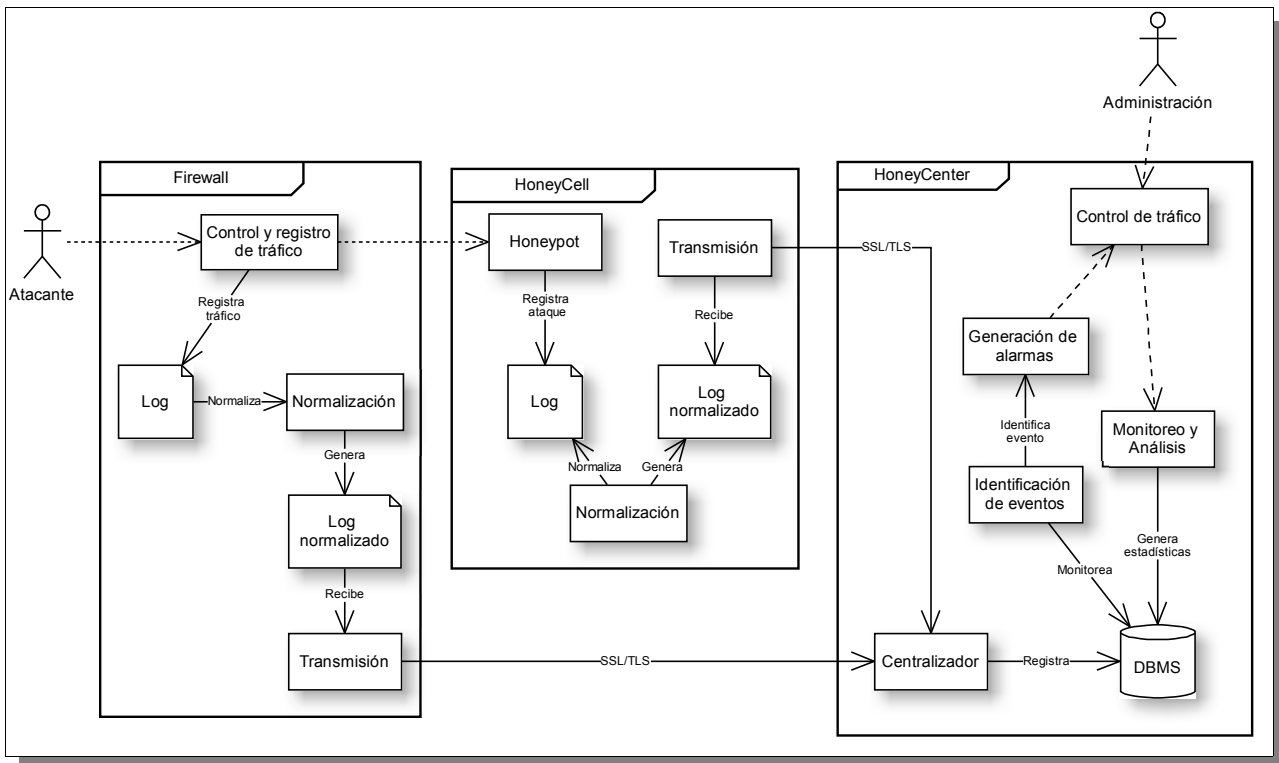 Administración
Firewall
HoneyCell
HoneyCenter
Atacante
Control y registro
de tráfico
Registra
tráfico
Log
Normaliza
Normalización
Genera
Log
normalizado
Recibe
Transmisión
SSL/TLS
Honeypot
Registra
ataque
Log
Normaliza
Normalización
Genera
Log
normalizado
Recibe
Transmisión
SSL/TLS
Control de tráfico
Generación de
alarmas
Identifica
evento
Identificación
de eventos
Monitorea
Monitoreo y
Análisis
Genera
estadísticas
Centralizador
Registra
DBMS